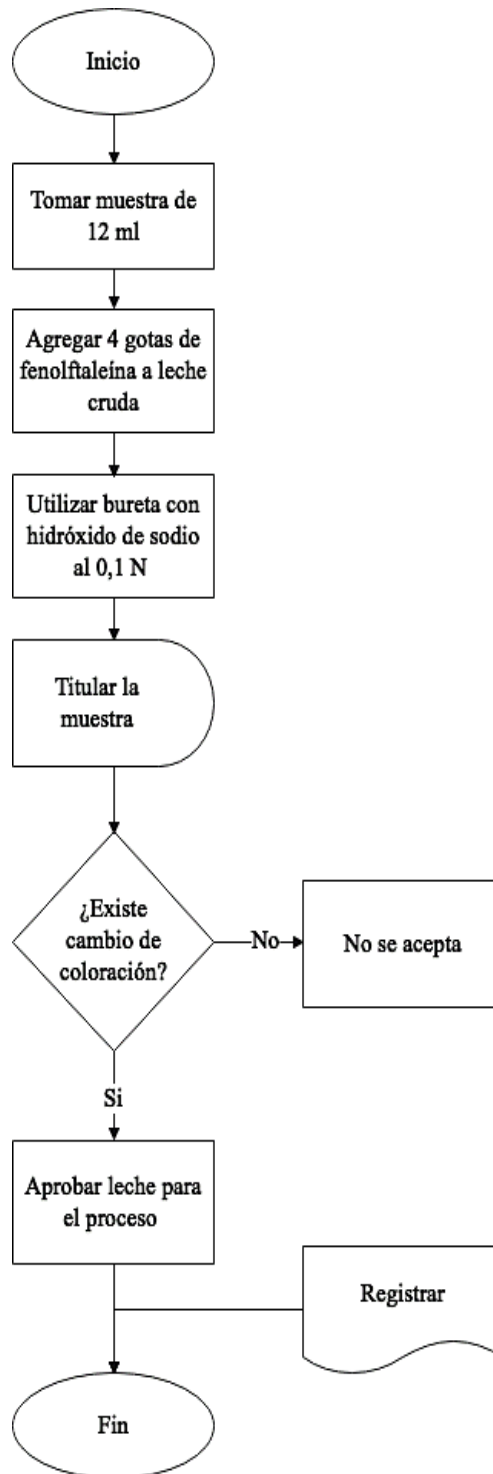 Inicio
Tomar muestra de
12 ml
Agregar 4 gotas de
fenolftaleína a leche
cruda
Utilizar bureta con
hidróxido de sodio
al 0,1 N
Titular la
muestra
¿Existe
cambio de
coloración?
No
No se acepta
Si
Aprobar leche para
el proceso
Registrar
Fin